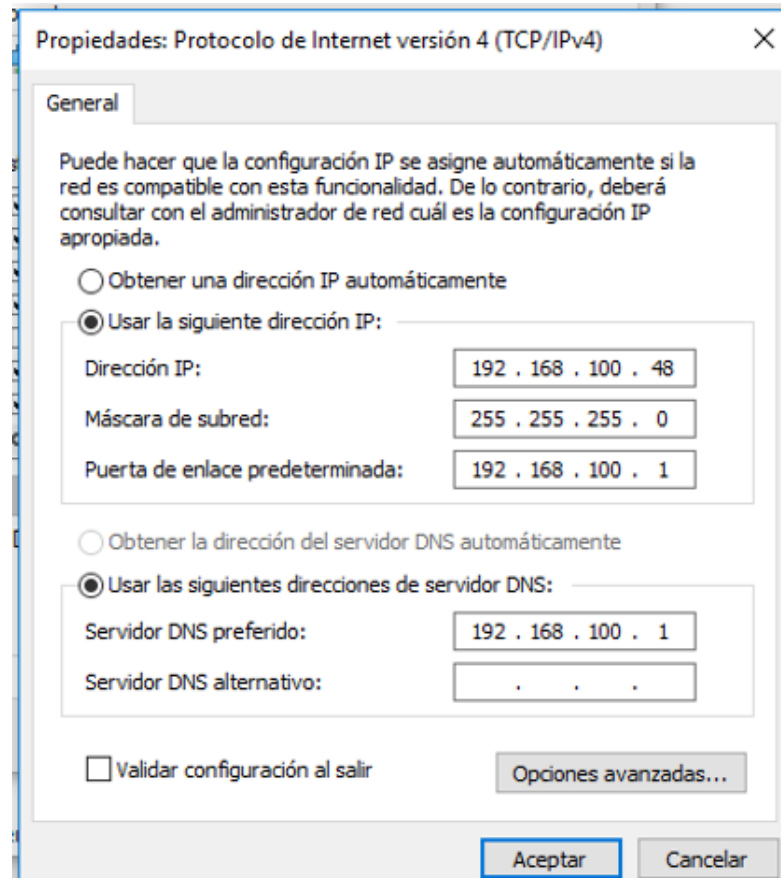 Propiedades: Protocolo de Internet versión 4 (TCP/IPv4)
General
Puede hacer que la configuración IP se asigne automáticamente si la
red es compatible con esta funcionalidad. De lo contrario, deberá
consultar con el administrador de red cuál es la configuración IP
apropiada.
Obtener una dirección IP automáticamente
Usar la siguiente dirección IP:
Dirección IP: 192 . 168 . 100 . 48
Máscara de subred: 255 . 255 . 255 . 0
Puerta de enlace predeterminada: 192 . 168 . 100 . 1
Obtener la dirección del servidor DNS automáticamente
Usar las siguientes direcciones de servidor DNS:
Servidor DNS preferido: 192 . 168 . 100 . 1
Servidor DNS alternativo: . . .
Validar configuración al salir Opciones avanzadas...
Aceptar Cancelar